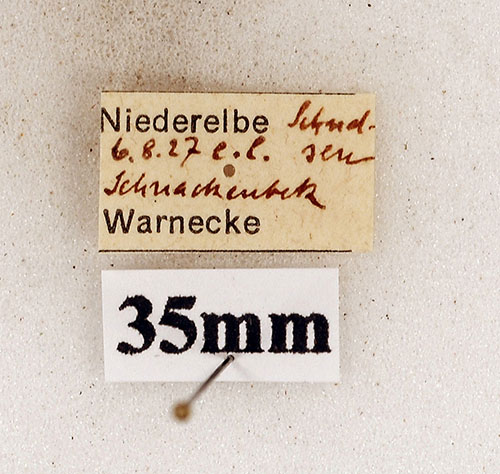 Niederelbe
6.8.27 e.l.
Schnackenbek
Warnecke
35mm